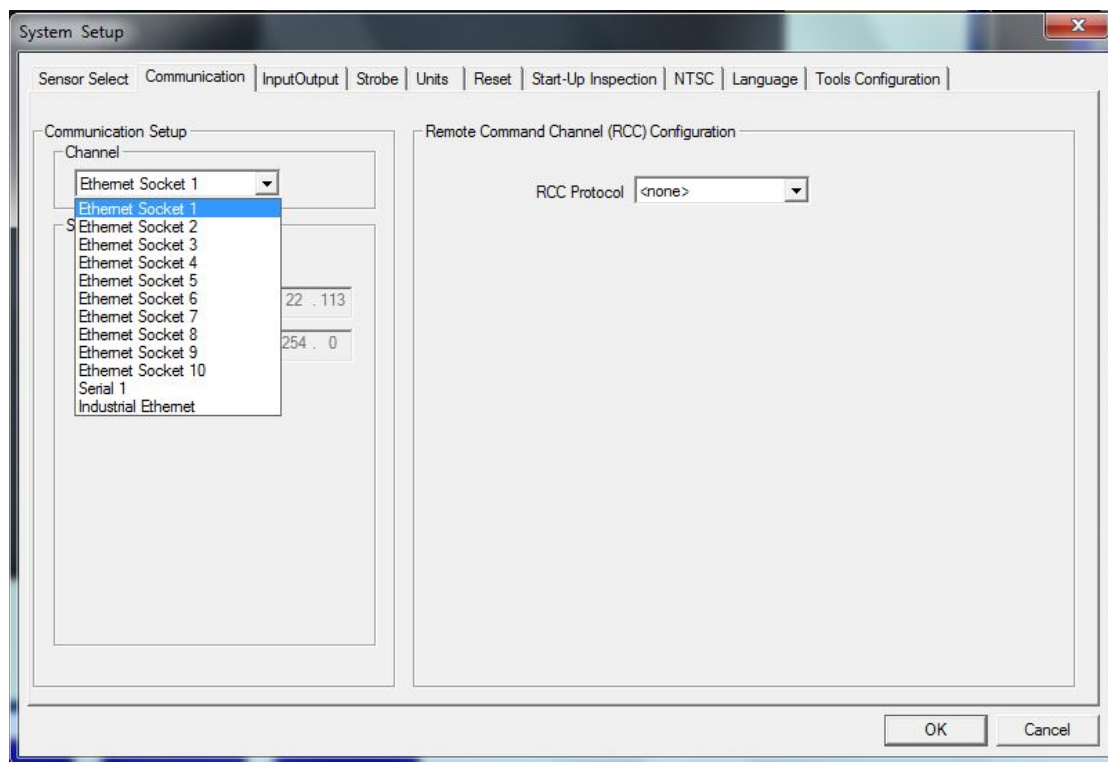 System Setup
X
Sensor Select Communication InputOutput Strobe Units Reset Start-Up Inspection NTSC Language Tools Configuration
Communication Setup
Channel
Ethernet Socket 1
Ethernet Socket 1
Ethernet Socket 2
Ethernet Socket 3
Ethernet Socket 4
Ethernet Socket 5
Ethernet Socket 6
Ethernet Socket 7
Ethernet Socket 8
Ethernet Socket 9
Ethernet Socket 10
Serial 1
Industrial Ethernet
S
22 . 113
254 . 0
Remote Command Channel (RCC) Configuration
RCC Protocol <none>
OK Cancel